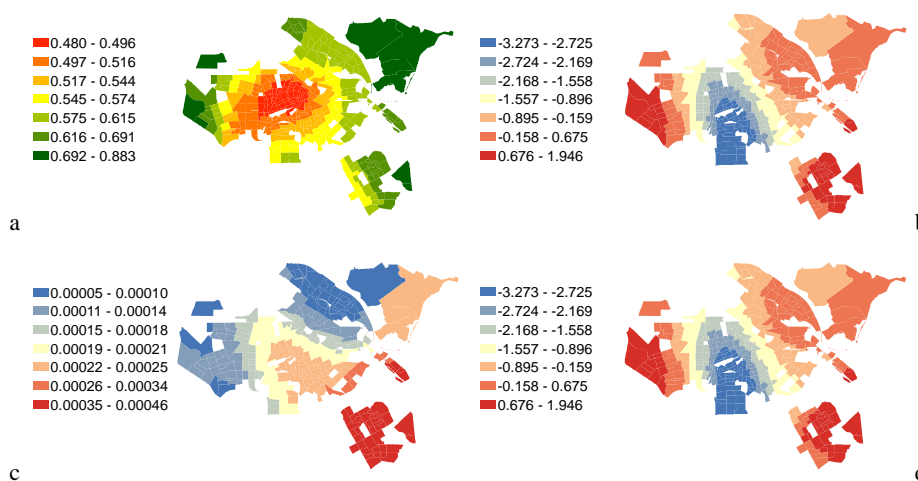 0.480 - 0.496
0.497 - 0.516
0.517 - 0.544
0.545 - 0.574
0.575 - 0.615
0.616 - 0.691
0.692 - 0.883
a
-3.273 - -2.725
-2.724 - -2.169
-2.168 - -1.558
-1.557 - -0.896
-0.895 - -0.159
-0.158 - 0.675
0.676 - 1.946
0.00005 - 0.00010
0.00011 - 0.00014
0.00015 - 0.00018
0.00019 - 0.00021
0.00022 - 0.00025
0.00026 - 0.00034
0.00035 - 0.00046
c
-3.273 - -2.725
-2.724 - -2.169
-2.168 - -1.558
-1.557 - -0.896
-0.895 - -0.159
-0.158 - 0.675
0.676 - 1.946